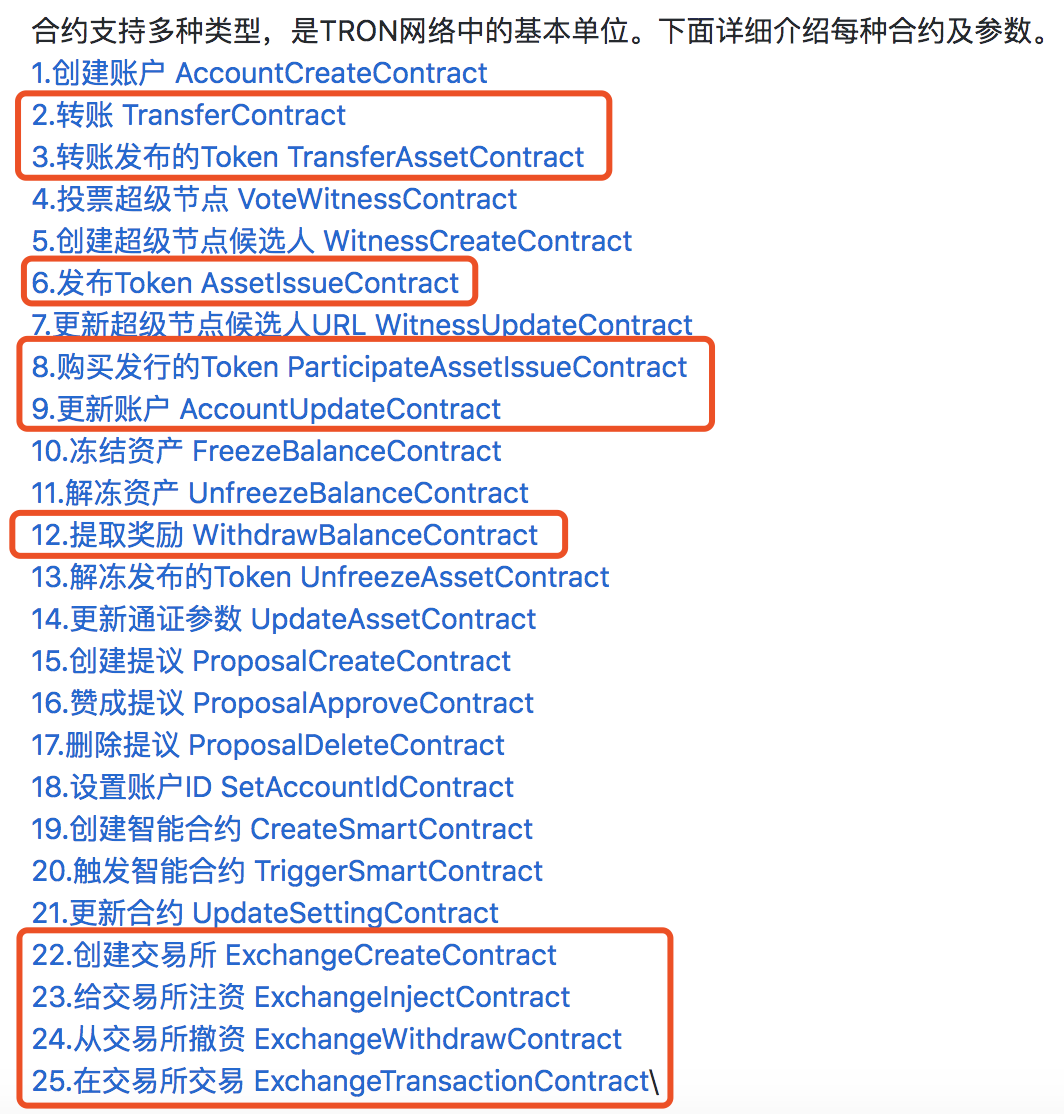 合约支持多种类型，是TRON网络中的基本单位。下面详细介绍每种合约及参数。
1.创建账户 AccountCreateContract
2.转账 TransferContract
3.转账发布的Token TransferAssetContract
4.投票超级节点 VoteWitnessContract
5.创建超级节点候选人 WitnessCreateContract
6.发布Token AssetIssueContract
7.更新超级节点候选人URL WitnessUpdateContract
8.购买发行的Token ParticipateAssetIssueContract
9.更新账户 AccountUpdateContract
10.冻结资产 FreezeBalanceContract
11.解冻资产 UnfreezeBalanceContract
12.提取奖励 WithdrawBalanceContract
13.解冻发布的Token UnfreezeAssetContract
14.更新通证参数 UpdateAssetContract
15.创建提议 ProposalCreateContract
16.赞成提议 ProposalApproveContract
17.删除提议 ProposalDeleteContract
18.设置账户ID SetAccountIdContract
19.创建智能合约 CreateSmartContract
20.触发智能合约 TriggerSmartContract
21.更新合约 UpdateSettingContract
22.创建交易所 ExchangeCreateContract
23.给交易所注资 ExchangeInjectContract
24.从交易所撤资 ExchangeWithdrawContract
25.在交易所交易 ExchangeTransactionContract\